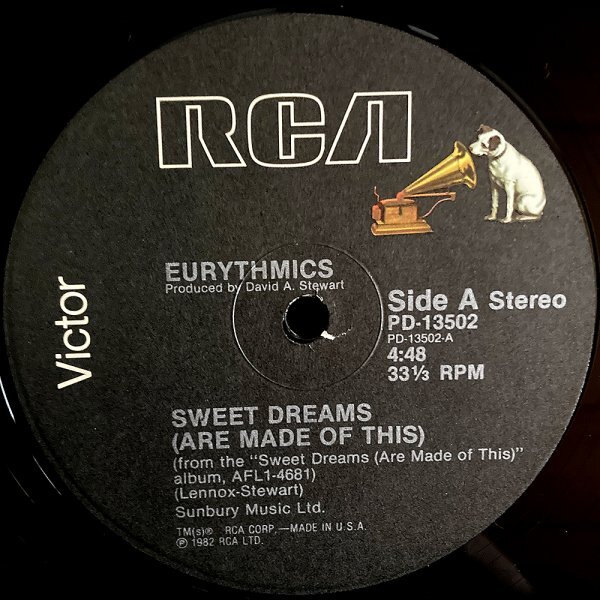 RCA
Victor
EURYTHMICS
Produced by David A. Stewart
Side A Stereo
PD-13502
PD-13502-A
4:48
33⅓ RPM
SWEET DREAMS
(ARE MADE OF THIS)
(from the “Sweet Dreams (Are Made of This)”
album, AFL1-4681)
(Lennox-Stewart)
Sunbury Music Ltd.
TM(s)® RCA CORP.—MADE IN U.S.A.
℗ 1982 RCA LTD.